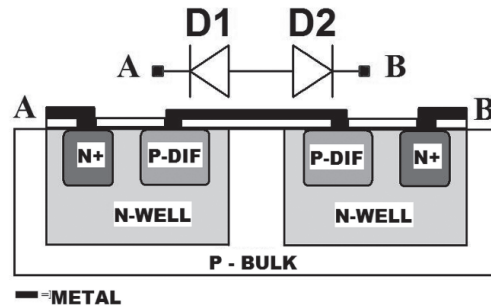 D1 D2
A B
A B
N+ P-DIF P-DIF N+
N-WELL N-WELL
P - BULK
=METAL